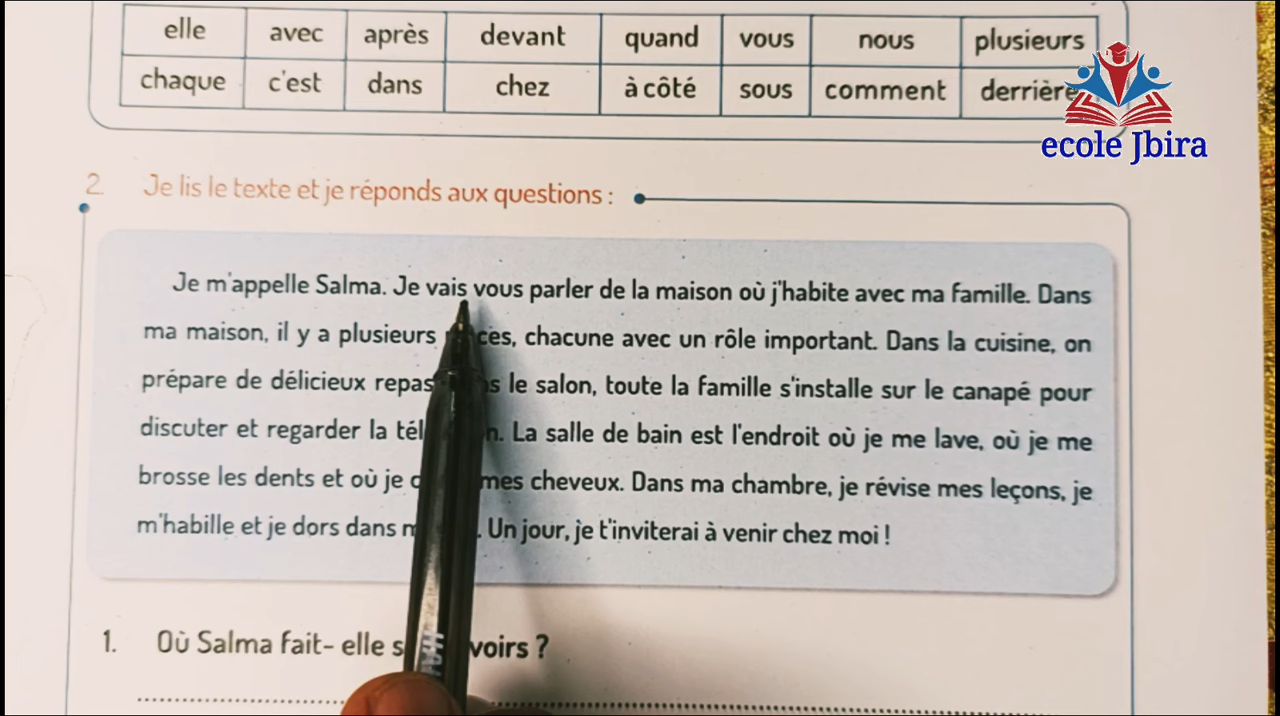 elle avec après devant quand vous nous plusieurs
chaque c'est dans chez à côté sous comment derrière
ecole Jbira
2. Je lis le texte et je réponds aux questions :
Je m'appelle Salma. Je vais vous parler de la maison où j'habite avec ma famille. Dans
ma maison, il y a plusieurs chacune avec un rôle important. Dans la cuisine, on
prépare de délicieux repas le salon, toute la famille s'installe sur le canapé pour
discuter et regarder la La salle de bain est l'endroit où je me lave, où je me
brosse les dents et où je mes cheveux. Dans ma chambre, je révise mes leçons, je
m'habille et je dors dans Un jour, je t'inviterai à venir chez moi !
1. Où Salma fait- elle ?